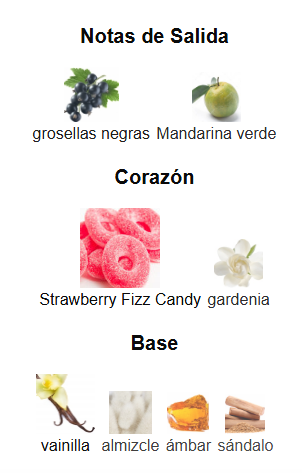 Notas de Salida
grosellas negras Mandarina verde
Corazón
Strawberry Fizz Candy gardenia
Base
vainilla almizcle ámbar sándalo